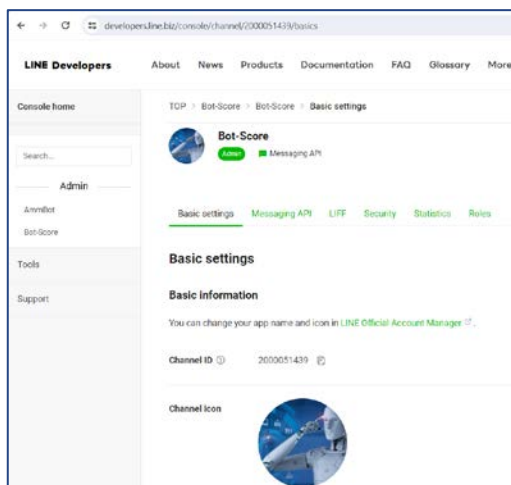 developers.line.biz/console/channel/2000051439/basics
LINE Developers About News Products Documentation FAQ Glossary More
Console home
TOP > Bot-Score > Bot-Score > Basic settings
Bot-Score
Admin Messaging API
Search...
Admin
AmmBot
Bot-Score
Tools
Support
Basic settings Messaging API LIFF Security Statistics Roles
Basic settings
Basic information
You can change your app name and icon in LINE Official Account Manager .
Channel ID 2000051439
Channel icon